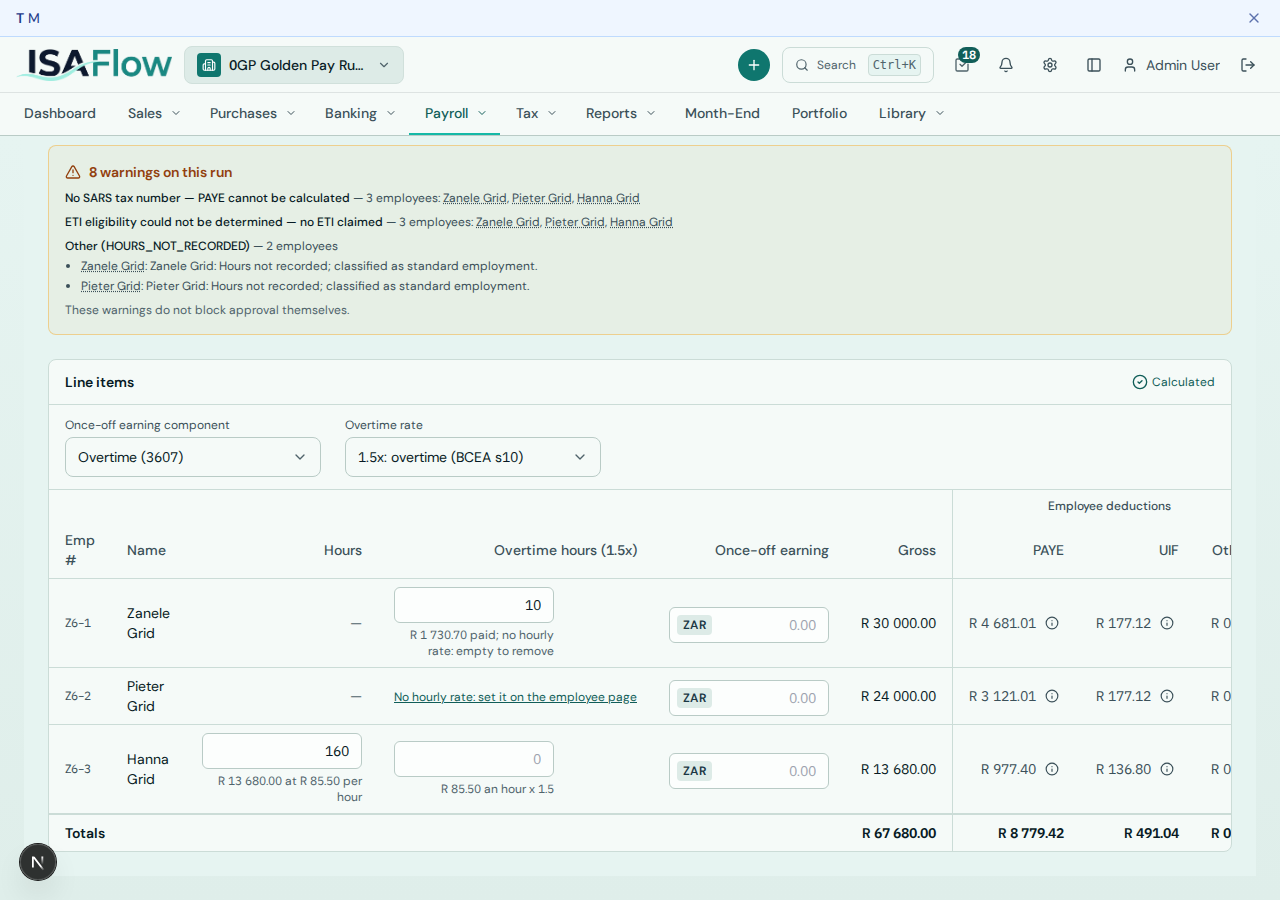 T M
ISAFlow
0GP Golden Pay Ru...
Search Ctrl+K
18
Admin User
Dashboard Sales Purchases Banking Payroll Tax Reports Month-End Portfolio Library
8 warnings on this run
No SARS tax number — PAYE cannot be calculated — 3 employees: Zanele Grid, Pieter Grid, Hanna Grid
ETI eligibility could not be determined — no ETI claimed — 3 employees: Zanele Grid, Pieter Grid, Hanna Grid
Other (HOURS_NOT_RECORDED) — 2 employees
• Zanele Grid: Zanele Grid: Hours not recorded; classified as standard employment.
• Pieter Grid: Pieter Grid: Hours not recorded; classified as standard employment.
These warnings do not block approval themselves.
Line items
Calculated
Once-off earning component Overtime rate
Overtime (3607) 1.5x: overtime (BCEA s10)
Employee deductions
Emp # Name Hours Overtime hours (1.5x) Once-off earning Gross PAYE UIF
Z6-1 Zanele Grid — 10 ZAR 0.00 R 30 000.00 R 4 681.01 R 177.12 R 0
R 1 730.70 paid; no hourly
rate: empty to remove
Z6-2 Pieter Grid — No hourly rate: set it on the employee page ZAR 0.00 R 24 000.00 R 3 121.01 R 177.12 R 0
Z6-3 Hanna Grid 160 0 ZAR 0.00 R 13 680.00 R 977.40 R 136.80 R 0
R 13 680.00 at R 85.50 per
hour
R 85.50 an hour x 1.5
Totals R 67 680.00 R 8 779.42 R 491.04 R 0
N